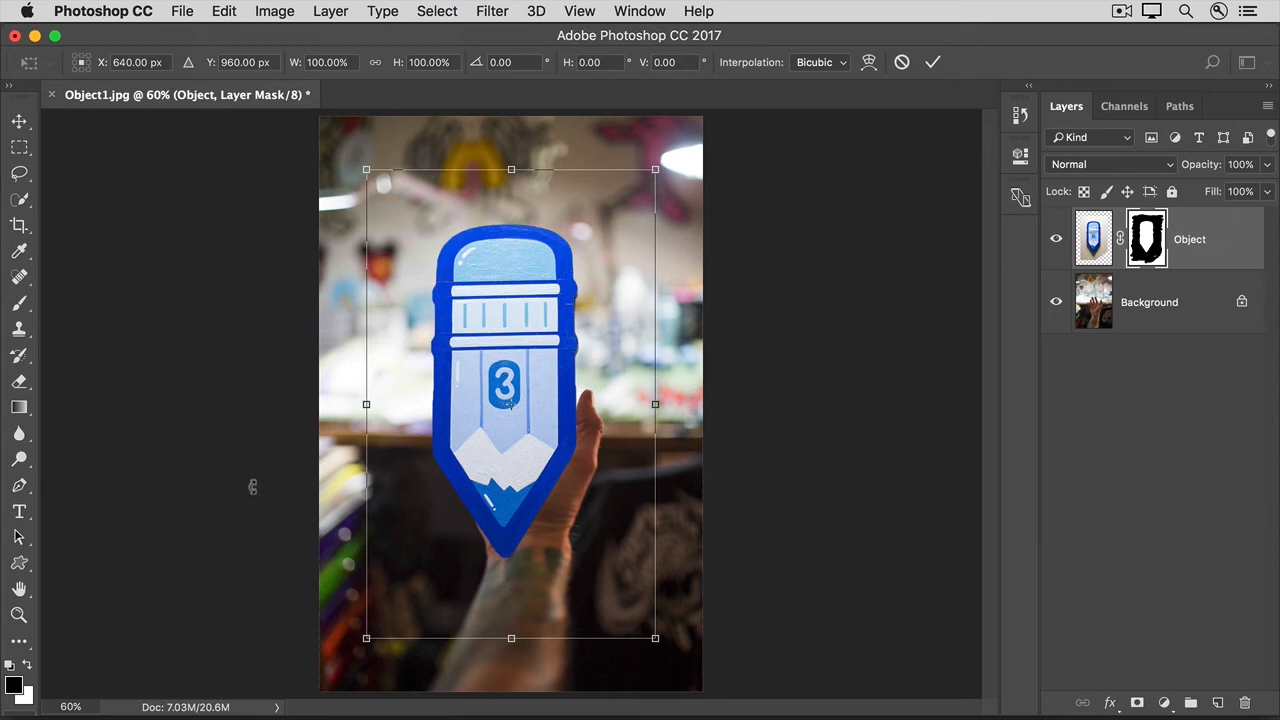 Photoshop CC File Edit Image Layer Type Select Filter 3D View Window Help
Adobe Photoshop CC 2017
X: 640.00 px Y: 960.00 px W: 100.00% H: 100.00% 0.00 ° H: 0.00 ° V: 0.00 ° Interpolation: Bicubic
Object1.jpg @ 60% (Object, Layer Mask/8) *
Layers Channels Paths
Kind
Normal Opacity: 100%
Lock: Fill: 100%
Object
Background
3
60% Doc: 7.03M/20.6M